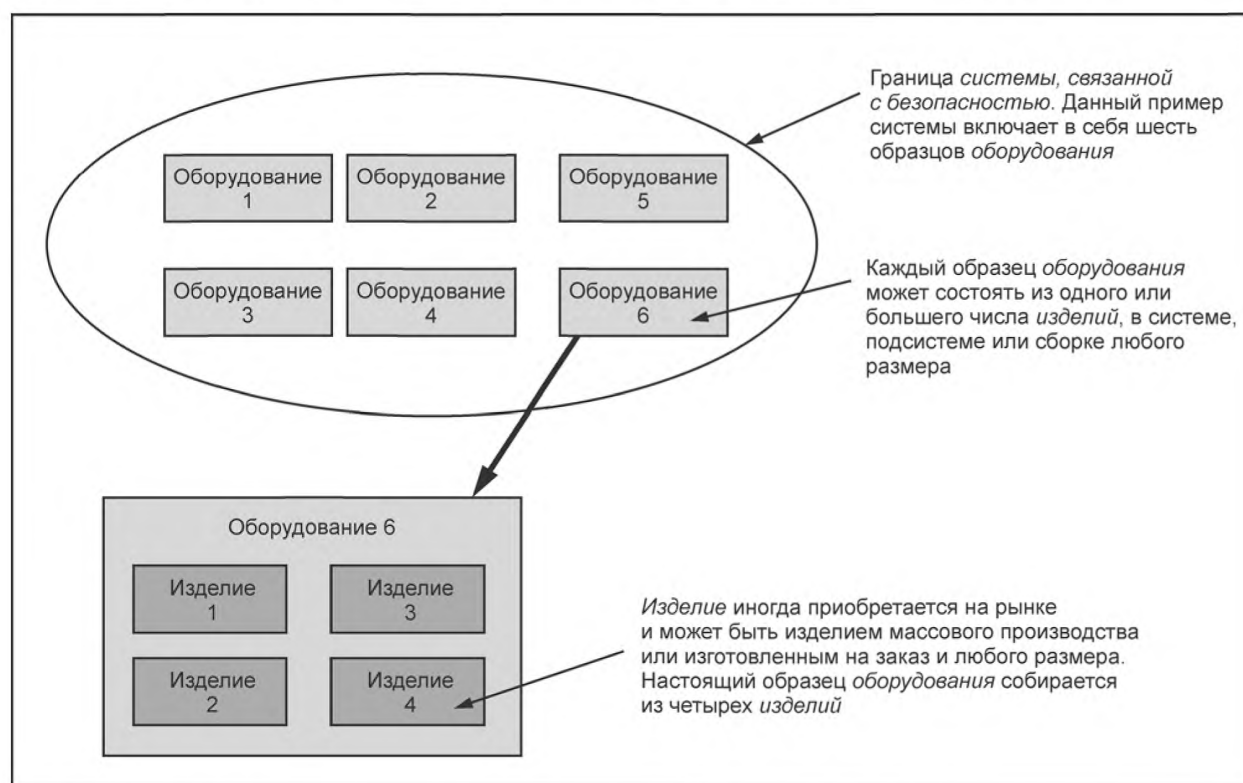 Граница системы, связанной
с безопасностью. Данный пример
системы включает в себя шесть
образцов оборудования
Оборудование
1
Оборудование
2
Оборудование
5
Оборудование
3
Оборудование
4
Оборудование
6
Каждый образец оборудования
может состоять из одного или
большего числа изделий, в системе,
подсистеме или сборке любого
размера
Оборудование 6
Изделие
1
Изделие
3
Изделие
2
Изделие
4
Изделие иногда приобретается на рынке
и может быть изделием массового производства
или изготовленным на заказ и любого размера.
Настоящий образец оборудования собирается
из четырех изделий